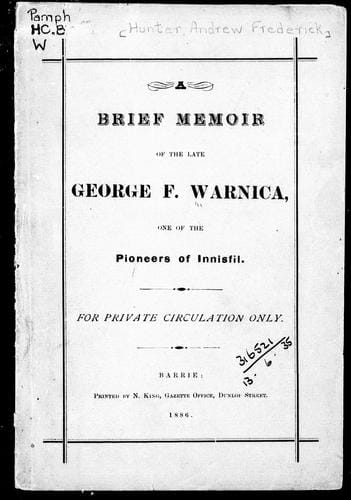 Pamph
HC.B
W
[Hunter, Andrew Frederick]
A
BRIEF MEMOIR
OF THE LATE
GEORGE F. WARNICA,
ONE OF THE
Pioneers of Innisfil.
FOR PRIVATE CIRCULATION ONLY.
316521
13. 6. 35
BARRIE:
PRINTED BY N. KING, GAZETTE OFFICE, DUNLOP STREET.
1886.